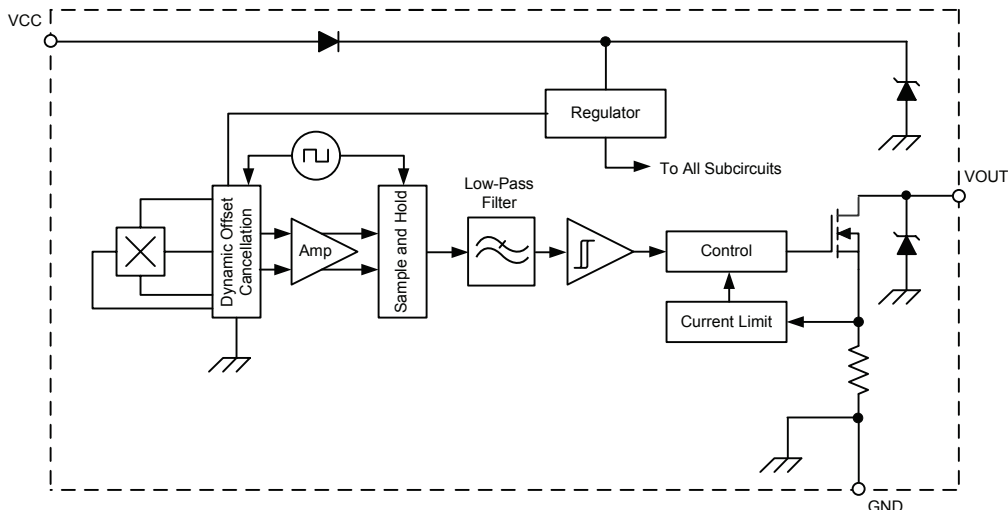 VCC
Regulator
To All Subcircuits
VOUT
Low-Pass
Filter
Dynamic Offset
Cancellation
Amp
Sample and Hold
Control
Current Limit
GND